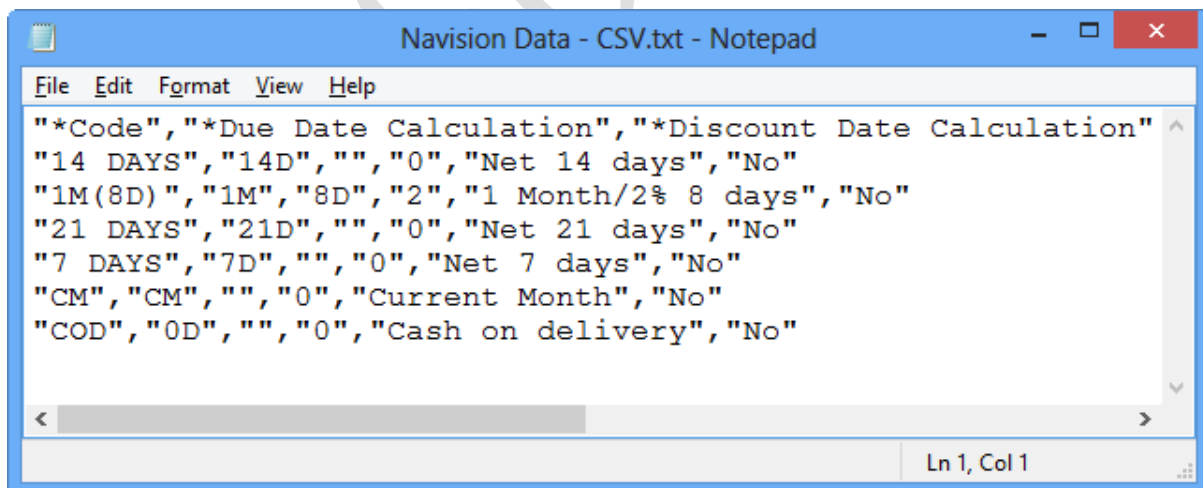 Navision Data - CSV.txt - Notepad
File Edit Format View Help
"*Code","*Due Date Calculation","*Discount Date Calculation"
"14 DAYS","14D","","0","Net 14 days","No"
"1M(8D)","1M","8D","2","1 Month/2% 8 days","No"
"21 DAYS","21D","","0","Net 21 days","No"
"7 DAYS","7D","","0","Net 7 days","No"
"CM","CM","","0","Current Month","No"
"COD","0D","","0","Cash on delivery","No"
Ln 1, Col 1